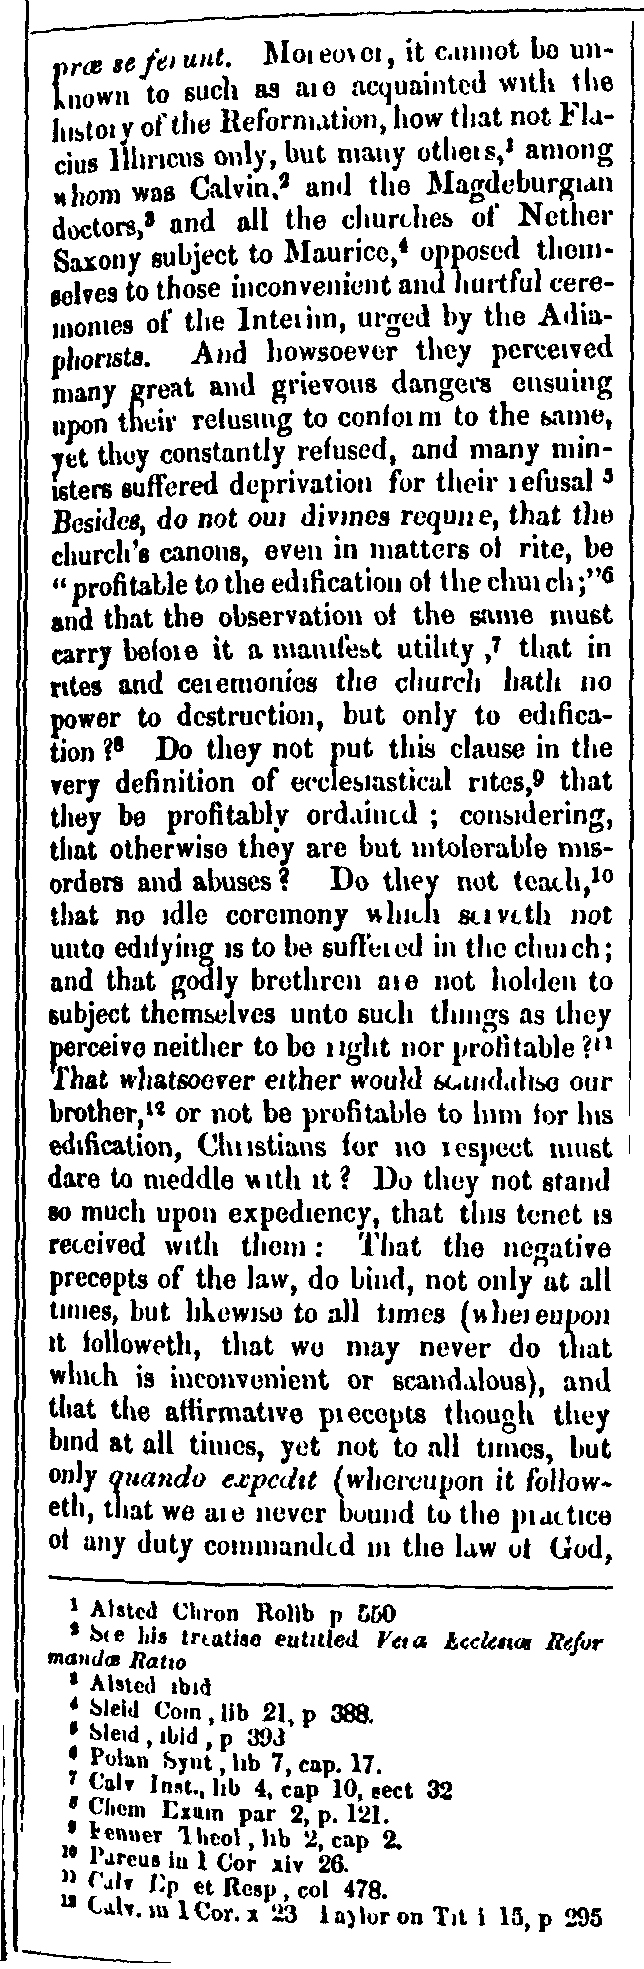 præ se ferunt. Moreover, it cannot be un-
known to such as are acquainted with the
history of the Reformation, how that not Fla-
cius Illiricus only, but many others,¹ among
whom was Calvin,² and the Magdeburgian
doctors,³ and all the churches of Nether
Saxony subject to Maurice,⁴ opposed them-
selves to those inconvenient and hurtful cere-
monies of the Interim, urged by the Adia-
phorists. And howsoever they perceived
many great and grievous dangers ensuing
upon their refusing to conform to the same,
yet they constantly refused, and many min-
isters suffered deprivation for their refusal ⁵
Besides, do not our divines require, that the
church's canons, even in matters of rite, be
“profitable to the edification of the church;”⁶
and that the observation of the same must
carry before it a manifest utility ,⁷ that in
rites and ceremonies the church hath no
power to destruction, but only to edifica-
tion?⁸ Do they not put this clause in the
very definition of ecclesiastical rites,⁹ that
they be profitably ordained ; considering,
that otherwise they are but intolerable mis-
orders and abuses? Do they not teach,¹⁰
that no idle ceremony which serveth not
unto edifying is to be suffered in the church;
and that godly brethren are not holden to
subject themselves unto such things as they
perceive neither to be right nor profitable?¹¹
That whatsoever either would scandalise our
brother,¹² or not be profitable to him for his
edification, Christians for no respect must
dare to meddle with it? Do they not stand
so much upon expediency, that this tenet is
received with them: That the negative
precepts of the law, do bind, not only at all
times, but likewise to all times (whereupon
it followeth, that we may never do that
which is inconvenient or scandalous), and
that the affirmative precepts though they
bind at all times, yet not to all times, but
only quando expedit (whereupon it follow-
eth, that we are never bound to the practice
of any duty commanded in the law of God,
¹ Alsted Chron Relib p 550
² See his treatise entitled Vera Ecclesiæ Refor
mandæ Ratio
³ Alsted ibid
⁴ Sleid Com, lib 21, p 388.
⁵ Sleid, ibid, p 393
⁶ Polan Synt, lib 7, cap. 17.
⁷ Calv Inst., lib 4, cap 10, sect 32
⁸ Chem Exam par 2, p. 121.
⁹ Fenner Theol, lib 2, cap 2.
¹⁰ Pareus in 1 Cor xiv 26.
¹¹ Calv Ep et Resp, col 478.
¹² Calv. in 1 Cor. x 23 Taylor on Tit i 15, p 295